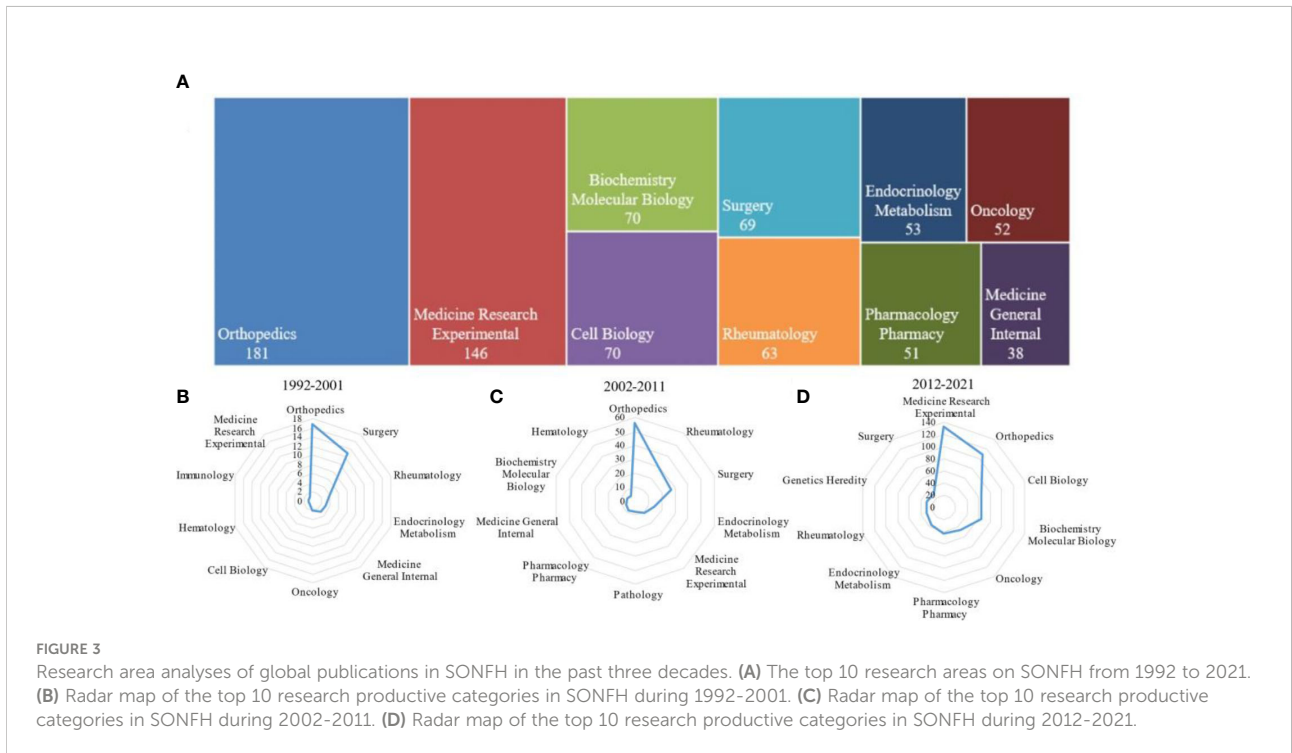 A
Orthopedics
181
Medicine Research
Experimental
146
Biochemistry
Molecular Biology
70
Cell Biology
70
Surgery
69
Rheumatology
63
Endocrinology
Metabolism
53
Oncology
52
Pharmacology
Pharmacy
51
Medicine
General
Internal
38
B
1992-2001
Orthopedics
Surgery
Rheumatology
Endocrinology
Metabolism
Medicine
General Internal
Oncology
Cell Biology
Hematology
Immunology
Medicine
Research
Experimental
18
16
14
12
10
8
6
4
2
0
C
2002-2011
Orthopedics
Rheumatology
Surgery
Endocrinology
Metabolism
Medicine
Research
Experimental
Pathology
Pharmacology
Pharmacy
Medicine General
Internal
Biochemistry
Molecular
Biology
Hematology
60
50
40
30
20
10
0
D
2012-2021
Medicine Research
Experimental
Orthopedics
Cell Biology
Biochemistry
Molecular Biology
Oncology
Pharmacology
Pharmacy
Endocrinology
Metabolism
Rheumatology
Genetics Heredity
Surgery
140
120
100
80
60
40
20
0
FIGURE 3
Research area analyses of global publications in SONFH in the past three decades. (A) The top 10 research areas on SONFH from 1992 to 2021.
(B) Radar map of the top 10 research productive categories in SONFH during 1992-2001. (C) Radar map of the top 10 research productive
categories in SONFH during 2002-2011. (D) Radar map of the top 10 research productive categories in SONFH during 2012-2021.